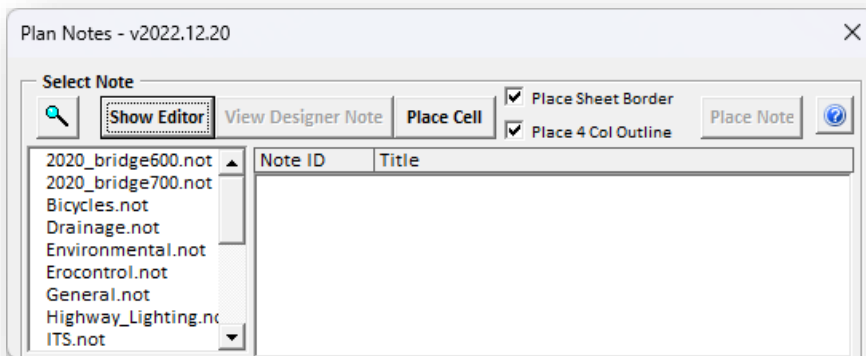 Plan Notes - v2022.12.20
Select Note
Show Editor
View Designer Note
Place Cell
Place Sheet Border
Place 4 Col Outline
Place Note
?
2020_bridge600.not
2020_bridge700.not
Bicycles.not
Drainage.not
Environmental.not
Erocontrol.not
General.not
Highway_Lighting.no
ITS.not
Note ID
Title